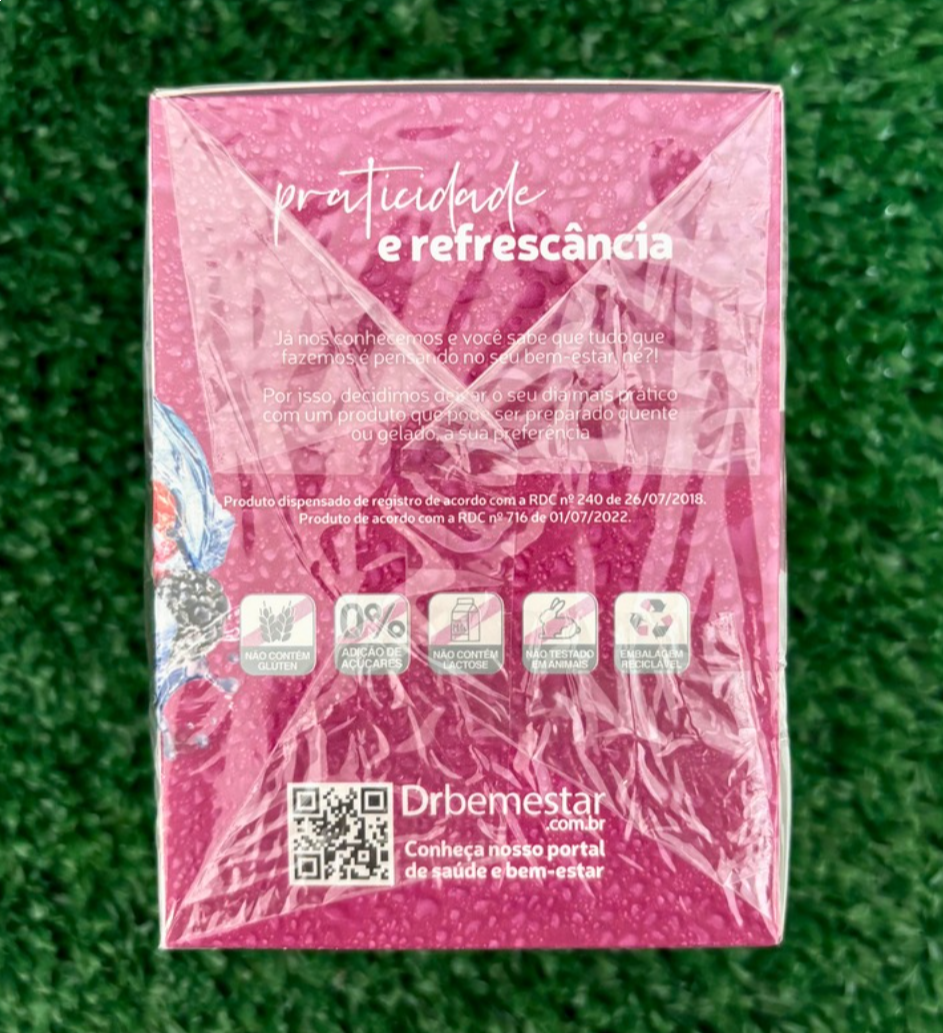 praticidade
e refrescância
Já nos conhecemos e você sabe que tudo que
fazemos é pensando no seu bem-estar, né?!
Por isso, decidimos deixar o seu dia mais prático
com um produto que pode ser preparado quente
ou gelado, a sua preferência
Produto dispensado de registro de acordo com a RDC nº 240 de 26/07/2018.
Produto de acordo com a RDC nº 716 de 01/07/2022.
NÃO CONTÉM
GLUTEN
0%
ADIÇÃO DE
AÇÚCARES
NÃO CONTÉM
LACTOSE
NÃO TESTADO
EM ANIMAIS
EMBALAGEM
RECICLÁVEL
Drbemestar
.com.br
Conheça nosso portal
de saúde e bem-estar